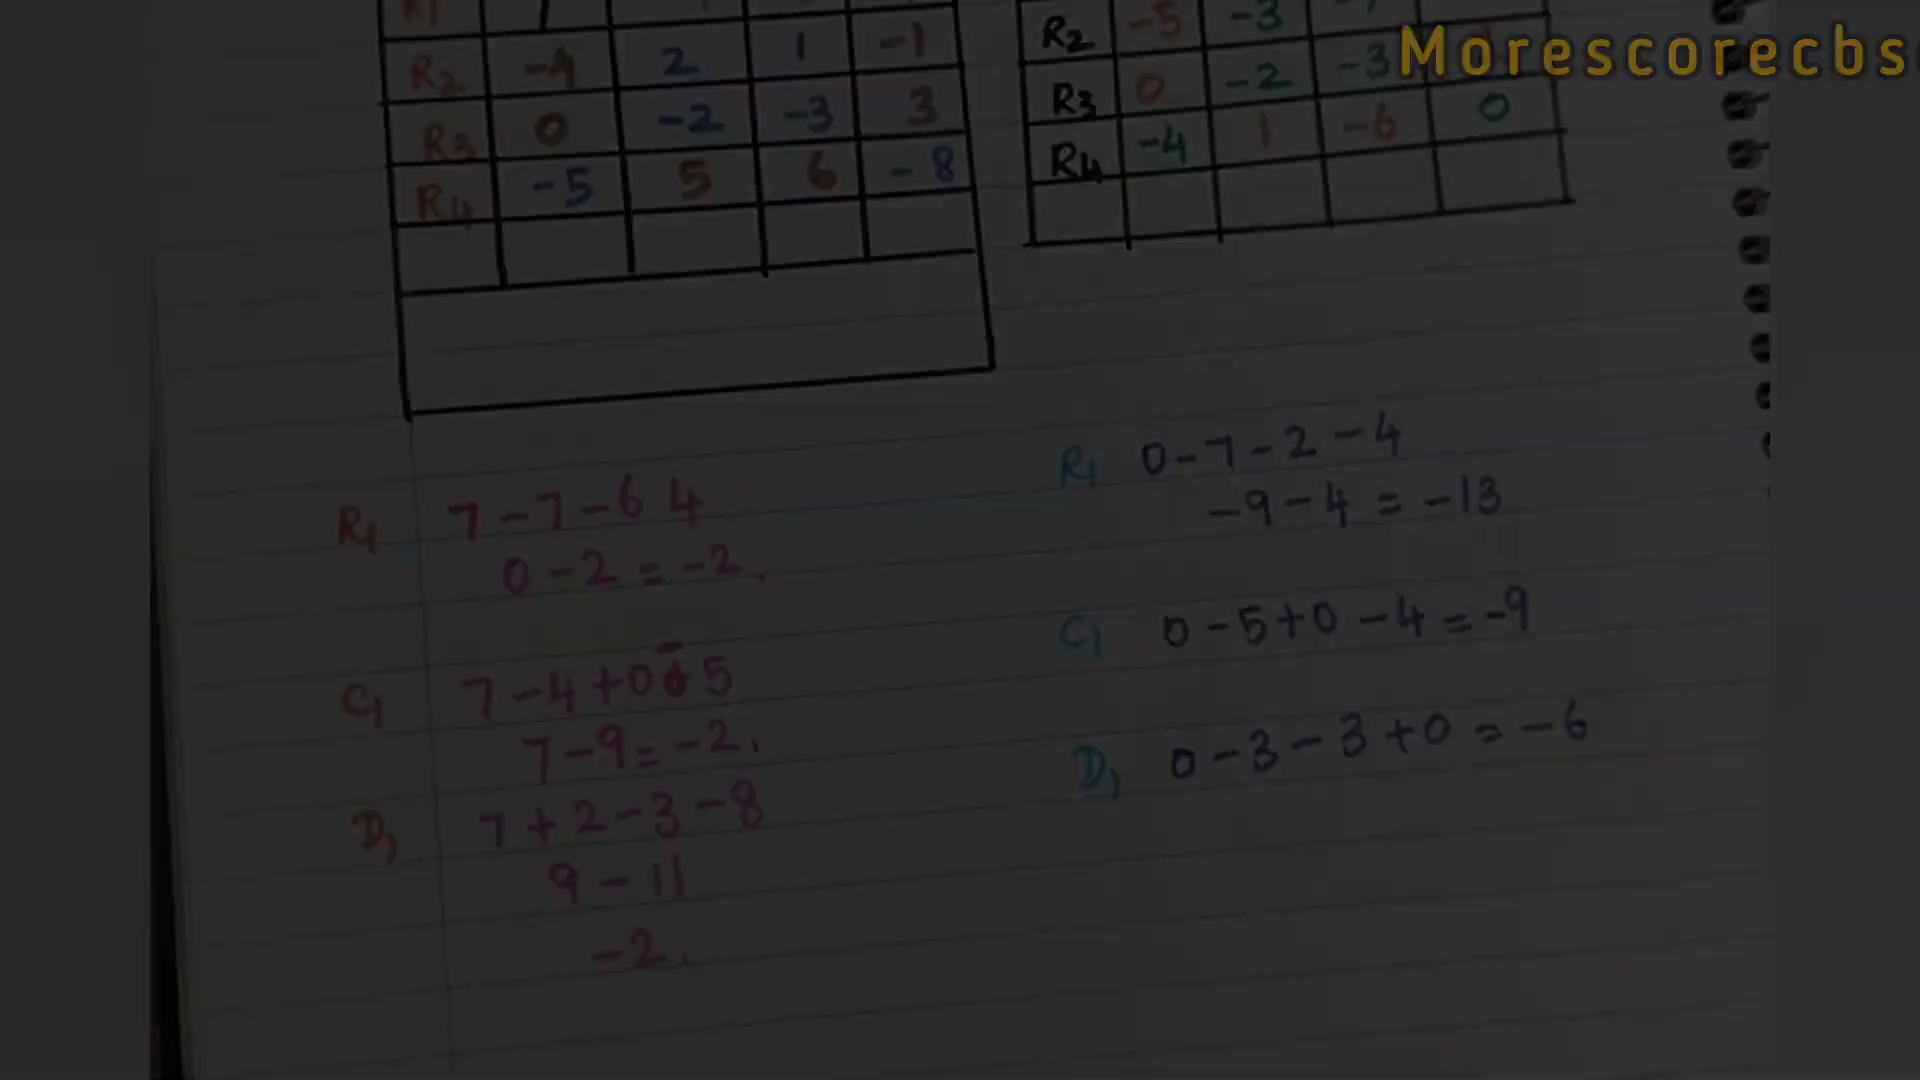 Morescorecbs
R1
R2 -4 2 1 -1
R3 0 -2 -3 3
R4 -5 5 6 -8
R2 -5 -3
R3 0 -2 -3
R4 -4 1 -6 0
R1 7 - 7 - 6 4
0 - 2 = -2.
C1 7 - 4 + 0 5
7 - 9 = -2.
D1 7 + 2 - 3 - 8
9 - 11
-2.
R1 0 - 7 - 2 - 4
-9 - 4 = -13
C1 0 - 5 + 0 - 4 = -9
D1 0 - 3 - 3 + 0 = -6